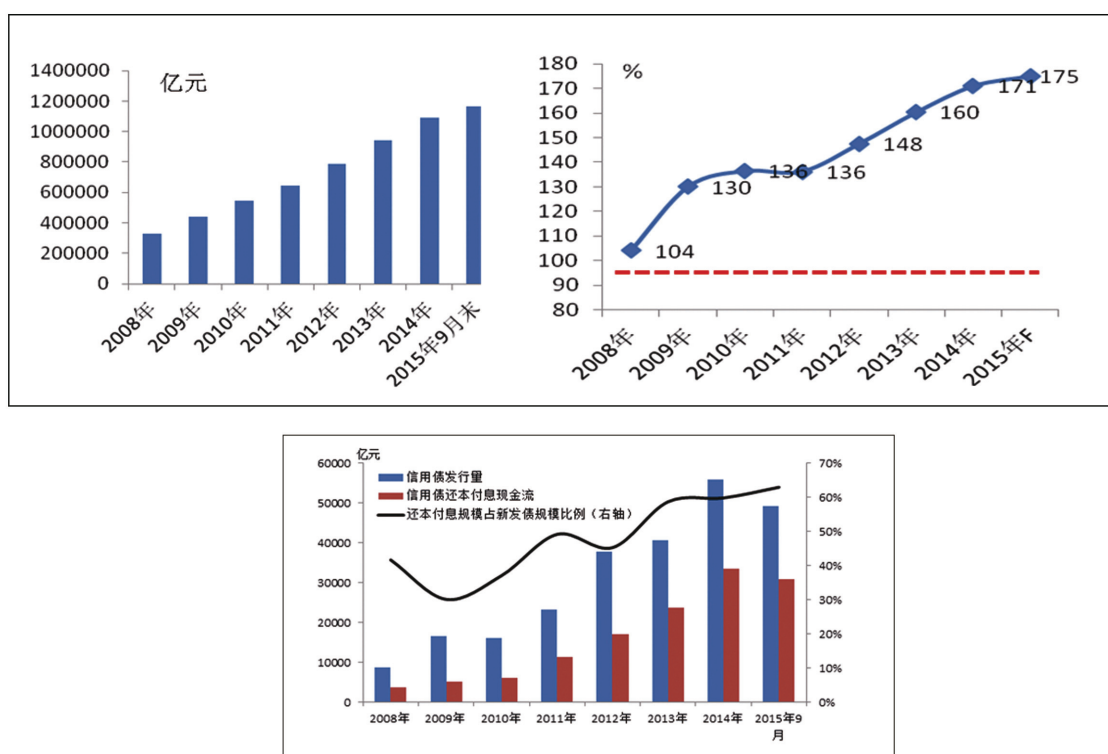 亿元
1400000
1200000
1000000
800000
600000
400000
200000
0
2008年
2009年
2010年
2011年
2012年
2013年
2014年
2015年9月末
%
180
170
160
150
140
130
120
110
100
90
80
104
130
136
136
148
160
171
175
2008年
2009年
2010年
2011年
2012年
2013年
2014年
2015年F
亿元
60000
50000
40000
30000
20000
10000
0
信用债发行量
信用债还本付息现金流
还本付息规模占新发债规模比例（右轴）
70%
60%
50%
40%
30%
20%
10%
0%
2008年
2009年
2010年
2011年
2012年
2013年
2014年
2015年9
月